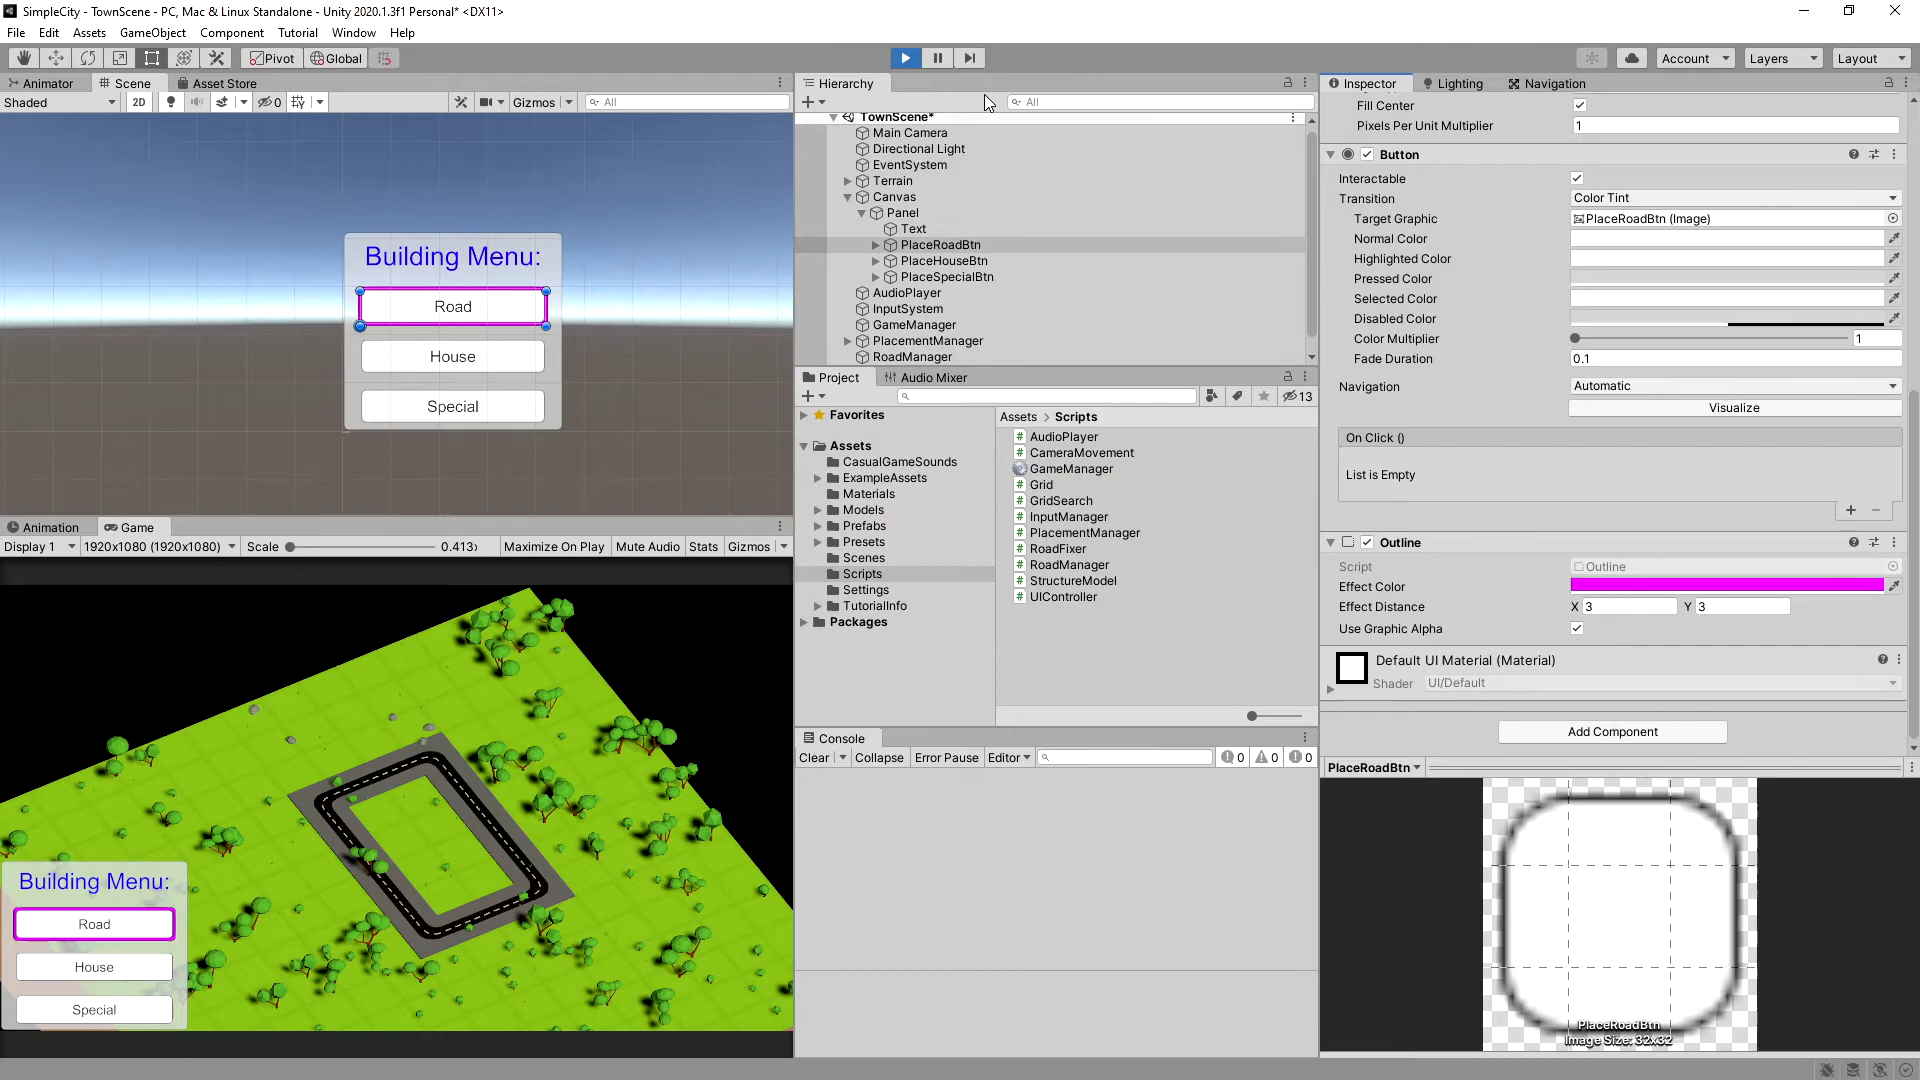 SimpleCity - TownScene - PC, Mac & Linux Standalone - Unity 2020.1.3f1 Personal* <DX11>
File Edit Assets GameObject Component Tutorial Window Help
Pivot Global Account Layers Layout
Animator Scene Asset Store
Shaded 2D 0 Gizmos All
Building Menu:
Road
House
Special
Animation Game
Display 1 1920x1080 (1920x1080) Scale 0.413: Maximize On Play Mute Audio Stats Gizmos
Building Menu:
Road
House
Special
Hierarchy
All
TownScene*
Main Camera
Directional Light
EventSystem
Terrain
Canvas
Panel
Text
PlaceRoadBtn
PlaceHouseBtn
PlaceSpecialBtn
AudioPlayer
InputSystem
GameManager
PlacementManager
RoadManager
Project Audio Mixer
13
Favorites
Assets
CasualGameSounds
ExampleAssets
Materials
Models
Prefabs
Presets
Scenes
Scripts
Settings
TutorialInfo
Packages
Assets > Scripts
AudioPlayer
CameraMovement
GameManager
Grid
GridSearch
InputManager
PlacementManager
RoadFixer
RoadManager
StructureModel
UIController
Console
Clear Collapse Error Pause Editor 0 0 0
Inspector Lighting Navigation
Fill Center
Pixels Per Unit Multiplier 1
Button
Interactable
Transition Color Tint
Target Graphic PlaceRoadBtn (Image)
Normal Color
Highlighted Color
Pressed Color
Selected Color
Disabled Color
Color Multiplier 1
Fade Duration 0.1
Navigation Automatic
Visualize
On Click ()
List is Empty
Outline
Script Outline
Effect Color
Effect Distance X 3 Y 3
Use Graphic Alpha
Default UI Material (Material)
Shader UI/Default
Add Component
PlaceRoadBtn
PlaceRoadBtn
Image Size: 32x32